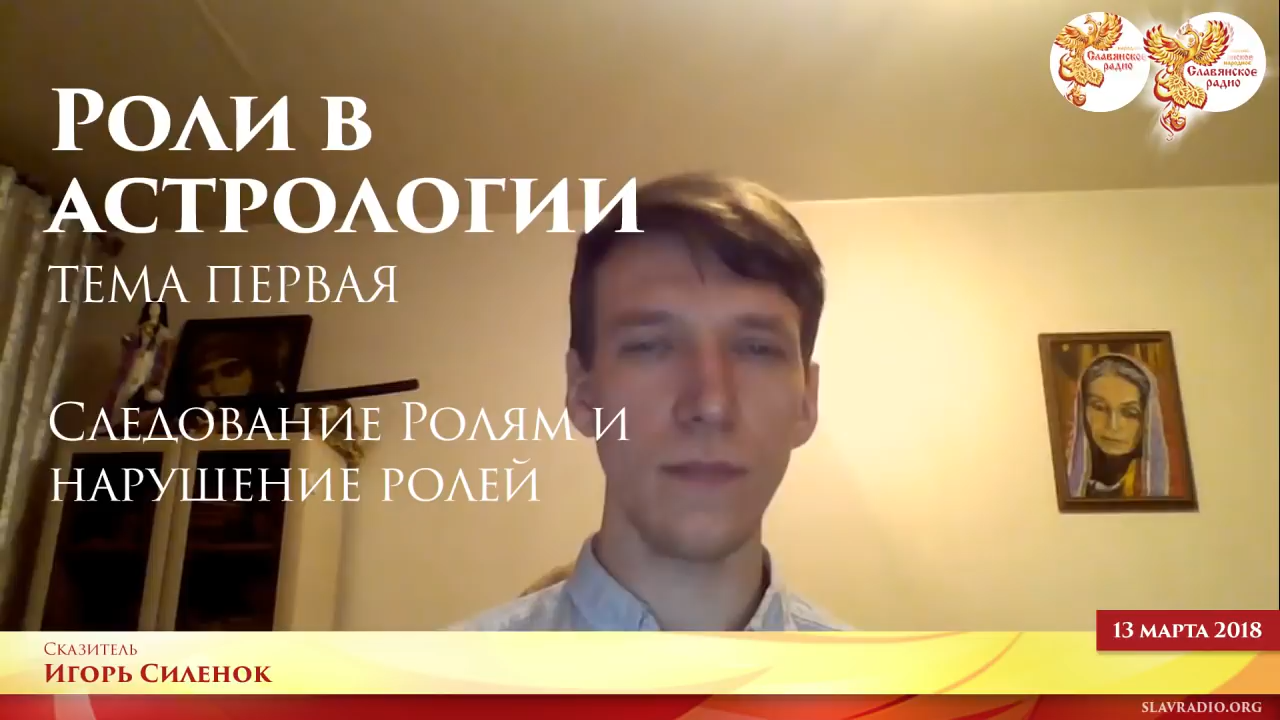 Роли в
астрологии
тема первая
Следование Ролям и
нарушение ролей
Славянское
радио
народное
Славянское
радио
13 марта 2018
Сказитель
Игорь Силенок
slavradio.org